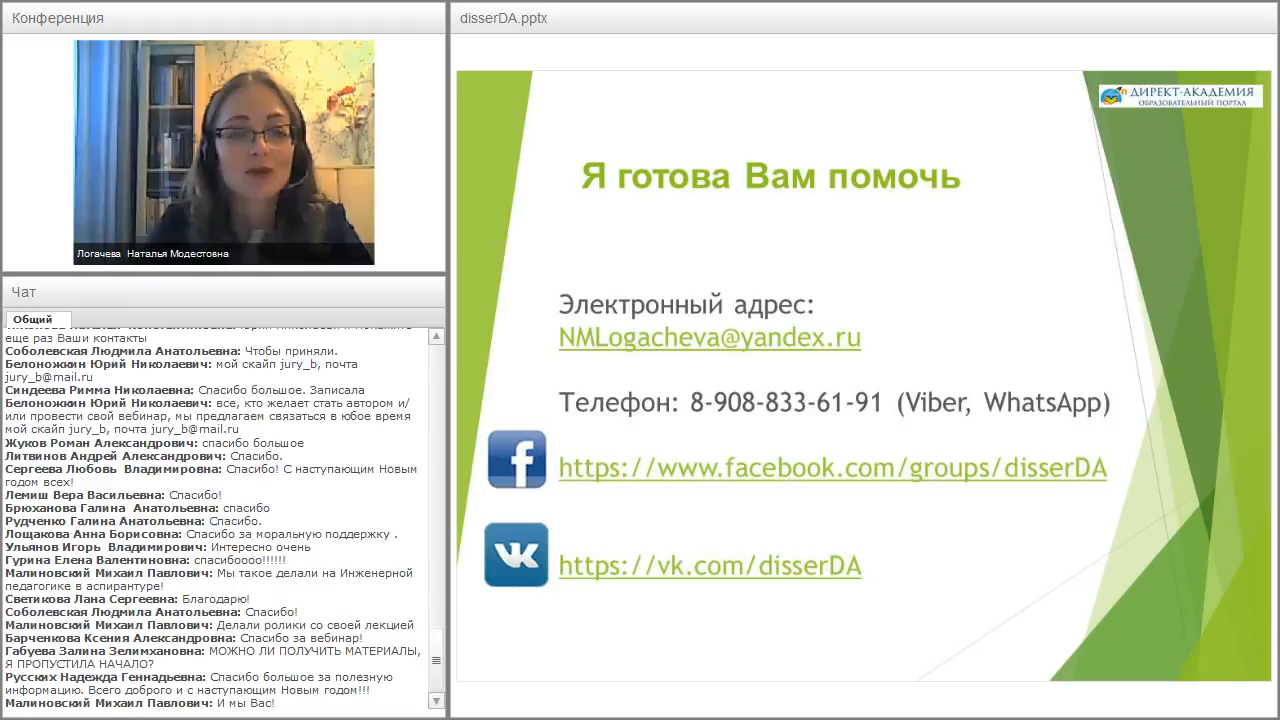 Конференция
Логачева Наталья Модестовна
Чат
Общий
еще раз Ваши контакты
Соболевская Людмила Анатольевна: Чтобы приняли.
Белоножкин Юрий Николаевич: мой скайп jury_b, почта
jury_b@mail.ru
Синдеева Римма Николаевна: Спасибо большое. Записала
Белоножкин Юрий Николаевич: все, кто желает стать автором и/
или провести свой вебинар, мы предлагаем связаться в юбое время
мой скайп jury_b, почта jury_b@mail.ru
Жуков Роман Александрович: спасибо большое
Литвинов Андрей Александрович: Спасибо.
Сергеева Любовь Владимировна: Спасибо! С наступающим Новым
годом всех!
Лемиш Вера Васильевна: Спасибо!
Брюханова Галина Анатольевна: спасибо
Рудченко Галина Анатольевна: Спасибо.
Лощакова Анна Борисовна: Спасибо за моральную поддержку .
Ульянов Игорь Владимирович: Интересно очень
Гурина Елена Валентиновна: спасибоооо!!!!!!
Малиновский Михаил Павлович: Мы такое делали на Инженерной
педагогике в аспирантуре!
Светикова Лана Сергеевна: Благодарю!
Соболевская Людмила Анатольевна: Спасибо!
Малиновский Михаил Павлович: Делали ролики со своей лекцией
Барченкова Ксения Александровна: Спасибо за вебинар!
Габуева Залина Зелимхановна: МОЖНО ЛИ ПОЛУЧИТЬ МАТЕРИАЛЫ,
Я ПРОПУСТИЛА НАЧАЛО?
Русских Надежда Геннадьевна: Спасибо большое за полезную
информацию. Всего доброго и с наступающим Новым годом!!!
Малиновский Михаил Павлович: И мы Вас!
disserDA.pptx
ДИРЕКТ-АКАДЕМИЯ
ОБРАЗОВАТЕЛЬНЫЙ ПОРТАЛ
Я готова Вам помочь
Электронный адрес:
NMLogacheva@yandex.ru
Телефон: 8-908-833-61-91 (Viber, WhatsApp)
https://www.facebook.com/groups/disserDA
https://vk.com/disserDA